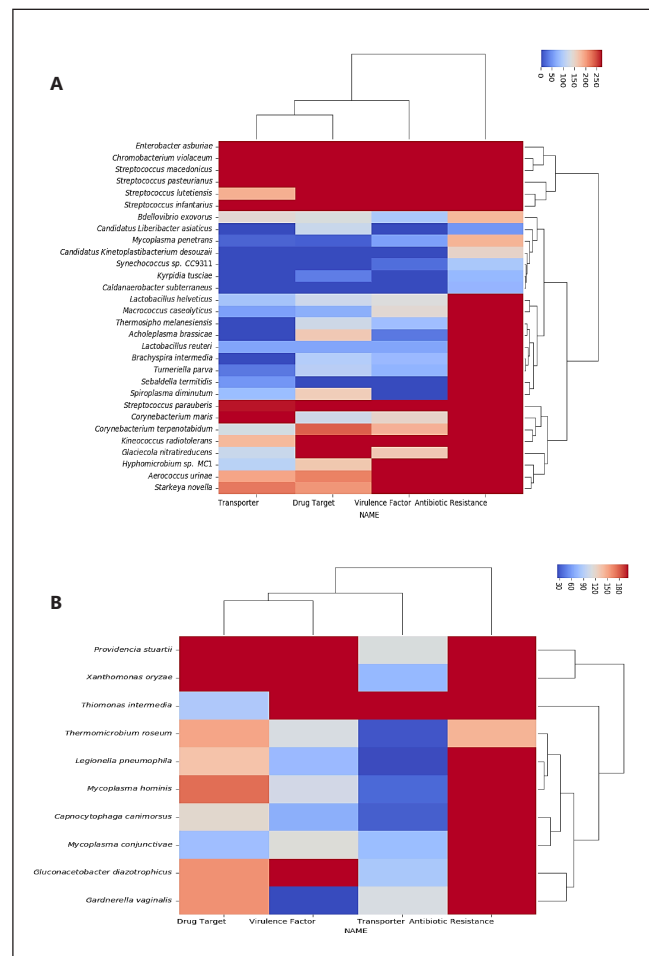 A
0
50
100
150
200
250
Enterobacter asburiae
Chromobacterium violaceum
Streptococcus macedonicus
Streptococcus pasteurianus
Streptococcus lutetiensis
Streptococcus infantarius
Bdellovibrio exovorus
Candidatus Liberibacter asiaticus
Mycoplasma penetrans
Candidatus Kinetoplastibacterium desouzaii
Synechococcus sp. CC9311
Kyrpidia tusciae
Caldanaerobacter subterraneus
Lactobacillus helveticus
Macrococcus caseolyticus
Thermosipho melanesiensis
Acholeplasma brassicae
Lactobacillus reuteri
Brachyspira intermedia
Turneriella parva
Sebaldella termitidis
Spiroplasma diminutum
Streptococcus parauberis
Corynebacterium maris
Corynebacterium terpenotabidum
Kineococcus radiotolerans
Glaciecola nitratireducens
Hyphomicrobium sp. MC1
Aerococcus urinae
Starkeya novella
Transporter Drug Target Virulence Factor Antibiotic Resistance
NAME
B
30
60
90
120
150
180
Providencia stuartii
Xanthomonas oryzae
Thiomonas intermedia
Thermomicrobium roseum
Legionella pneumophila
Mycoplasma hominis
Capnocytophaga canimorsus
Mycoplasma conjunctivae
Gluconacetobacter diazotrophicus
Gardnerella vaginalis
Drug Target Virulence Factor Transporter Antibiotic Resistance
NAME